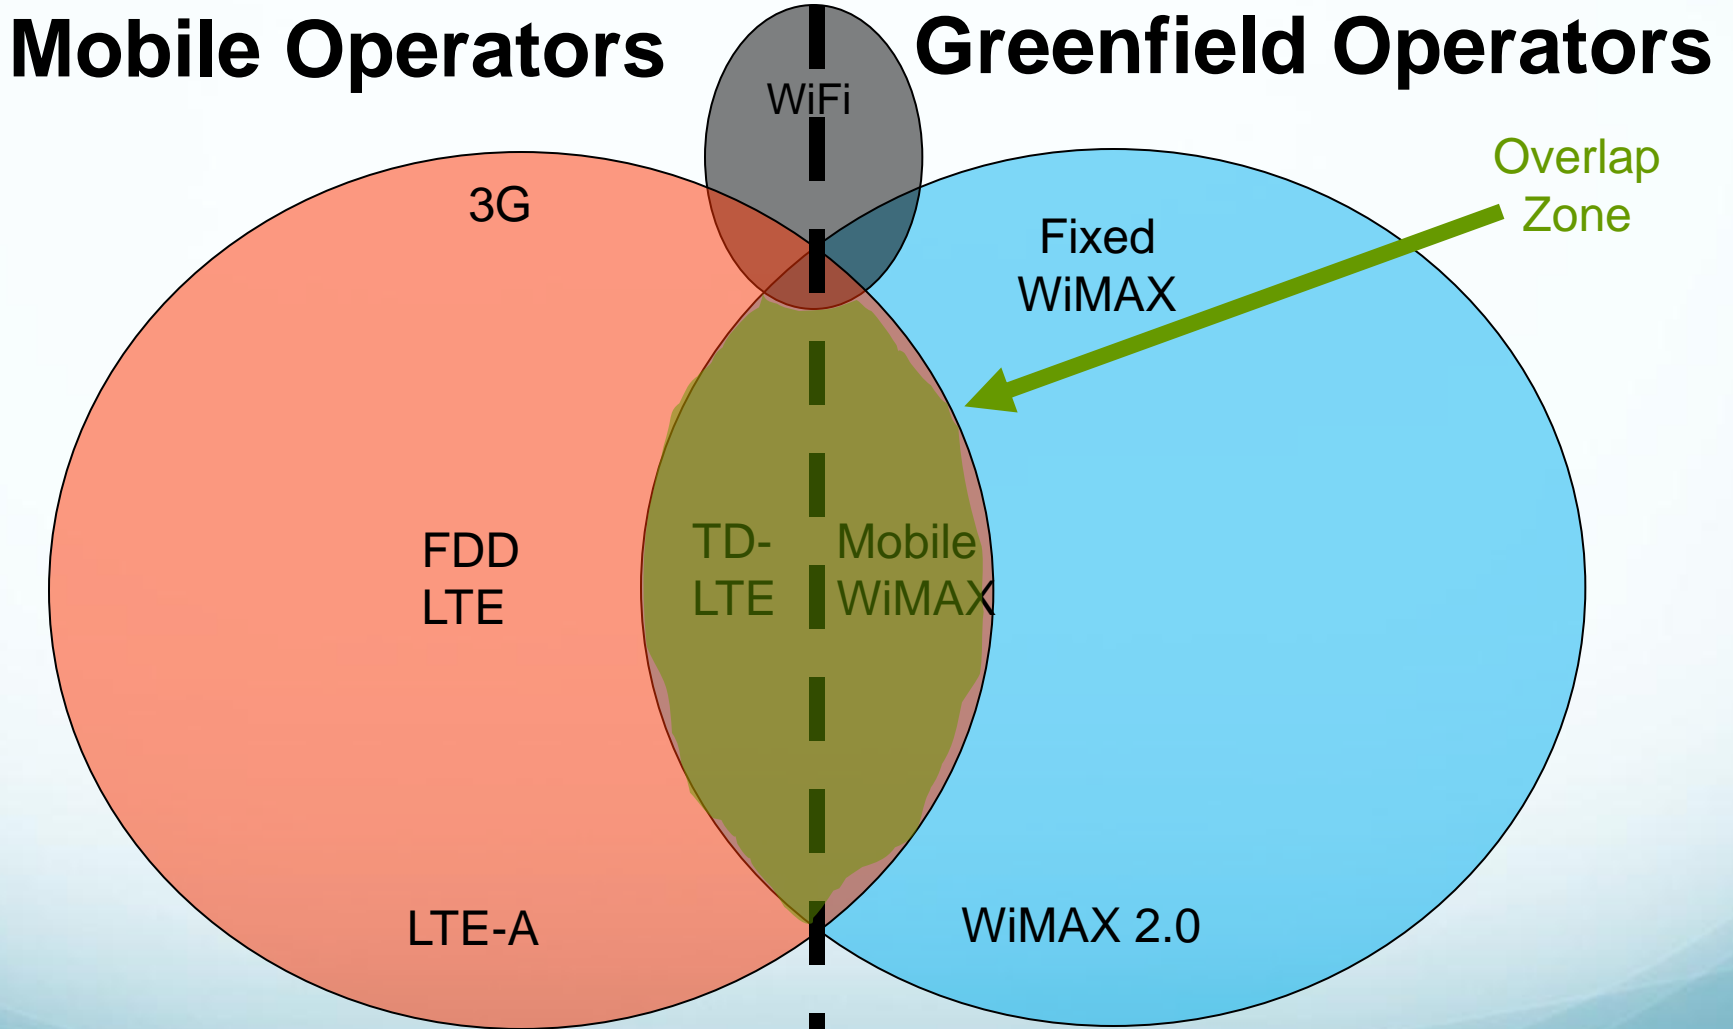 Mobile Operators
Greenfield Operators
WiFi
Overlap
Zone
3G
Fixed
WiMAX
FDD
LTE
TD-
LTE
Mobile
WiMAX
LTE-A
WiMAX 2.0